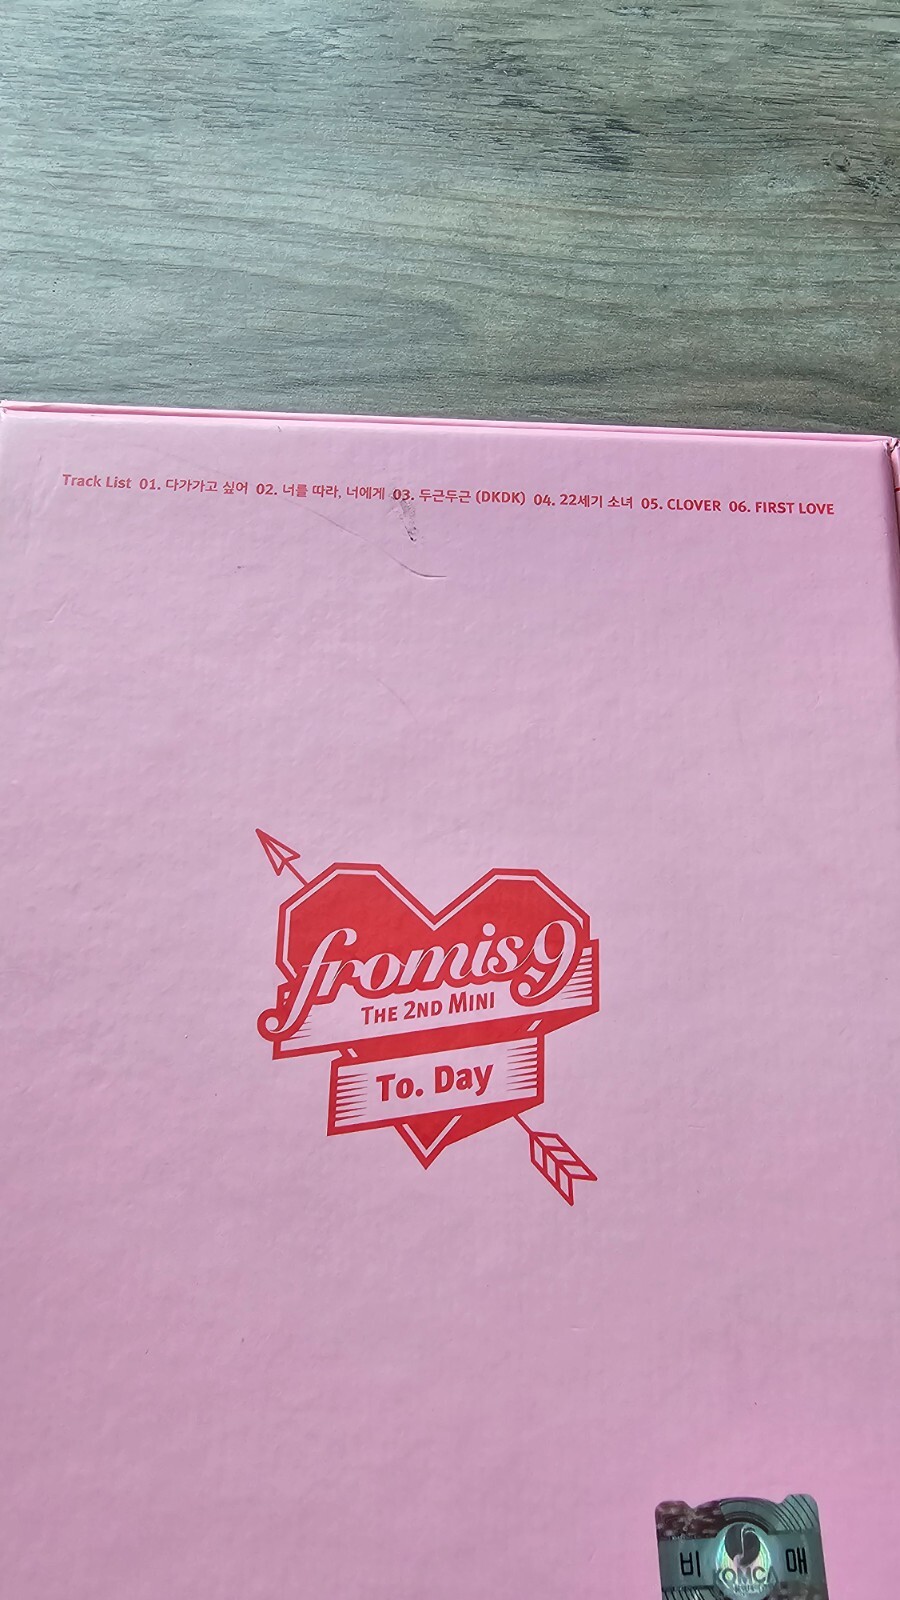 Track List 01. 다가가고 싶어 02. 너를 따라, 너에게 03. 두근두근 (DKDK) 04. 22세기 소녀 05. CLOVER 06. FIRST LOVE
fromis_9
THE 2ND MINI
To. Day
비 KOMCA 매